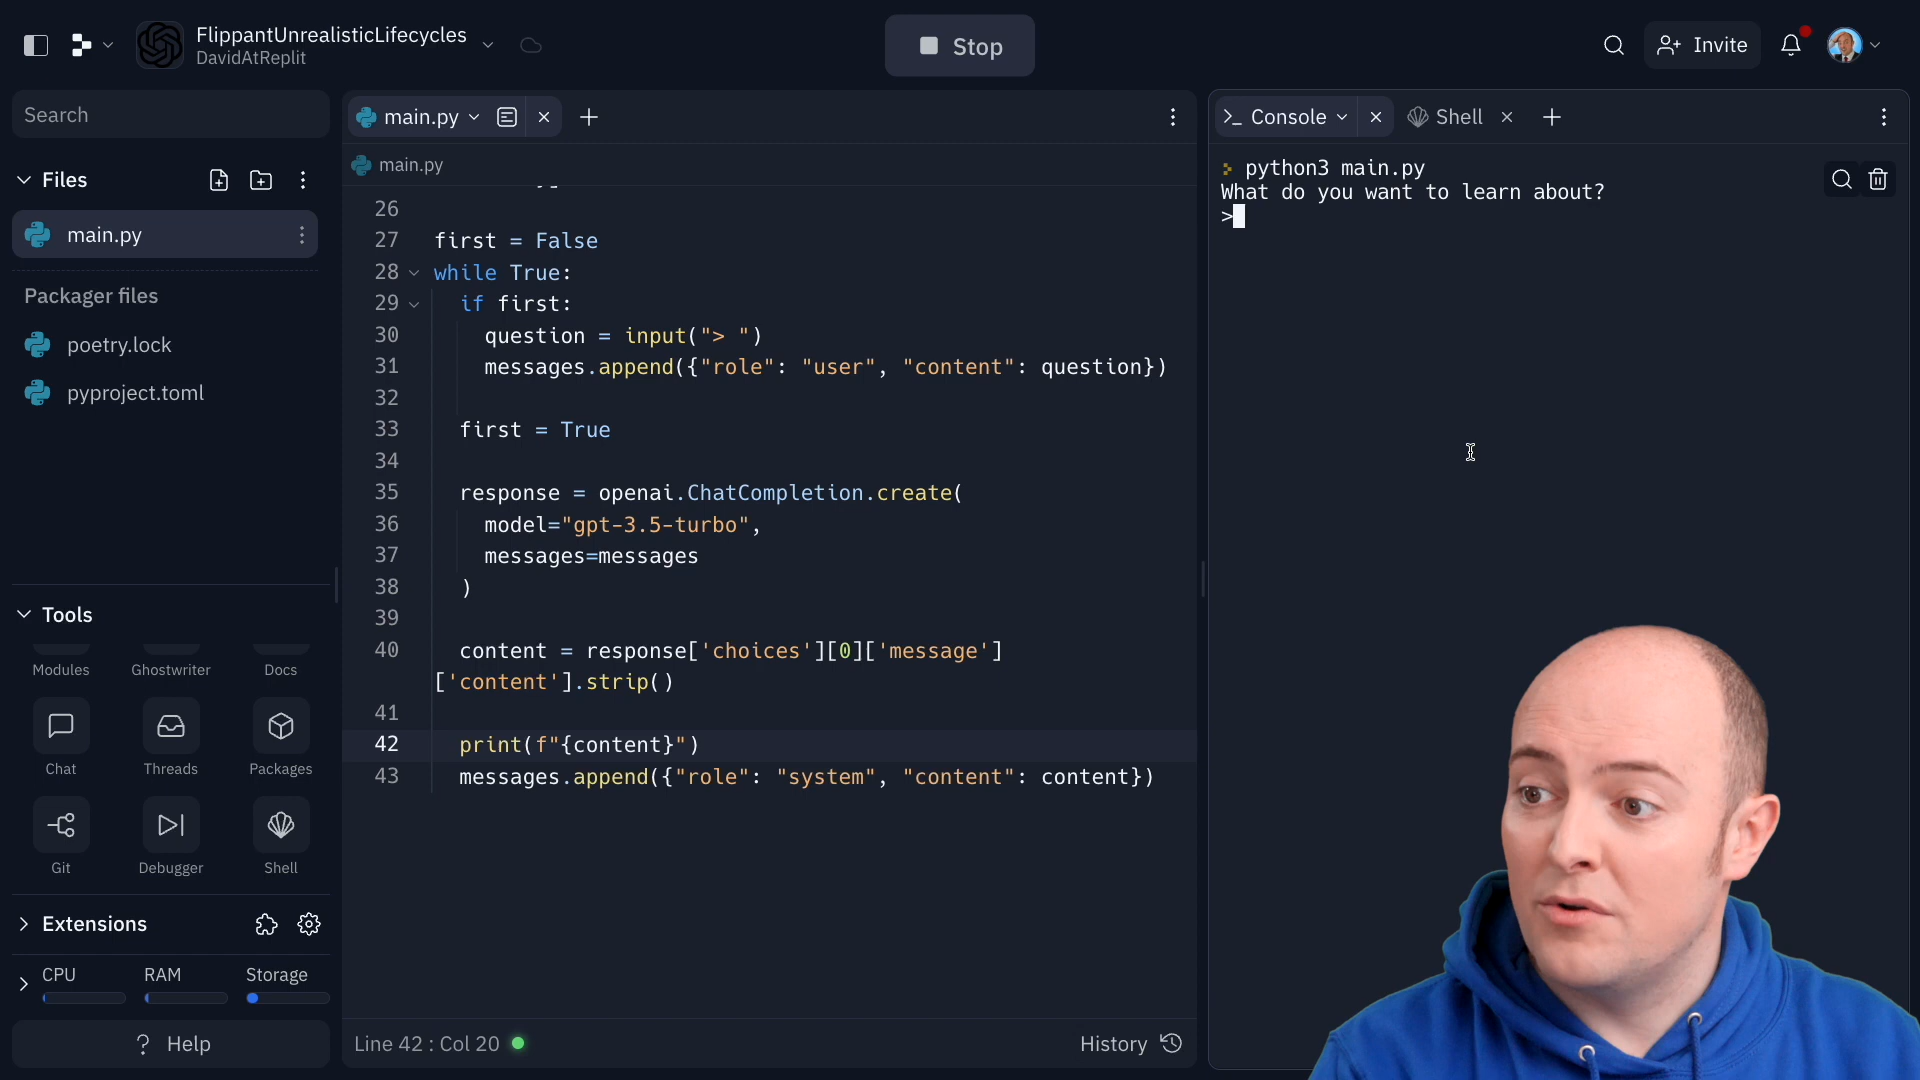 FlippantUnrealisticLifecycles
DavidAtReplit
Stop
Invite
Search
Files
main.py
Packager files
poetry.lock
pyproject.toml
Tools
Modules
Ghostwriter
Docs
Chat
Threads
Packages
Git
Debugger
Shell
Extensions
CPU
RAM
Storage
? Help
main.py
main.py
26
27 first = False
28 while True:
29 if first:
30 question = input("> ")
31 messages.append({"role": "user", "content": question})
32
33 first = True
34
35 response = openai.ChatCompletion.create(
36 model="gpt-3.5-turbo",
37 messages=messages
38 )
39
40 content = response['choices'][0]['message']
['content'].strip()
41
42 print(f"{content}")
43 messages.append({"role": "system", "content": content})
Line 42 : Col 20
History
>_ Console
Shell
python3 main.py
What do you want to learn about?
>